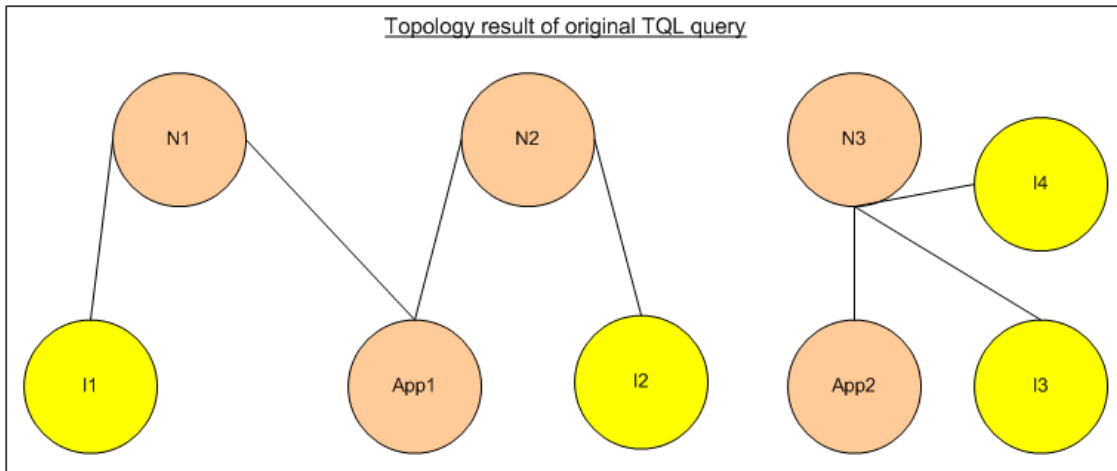 Topology result of original TQL query
N1
N2
N3
I4
I1
App1
I2
App2
I3